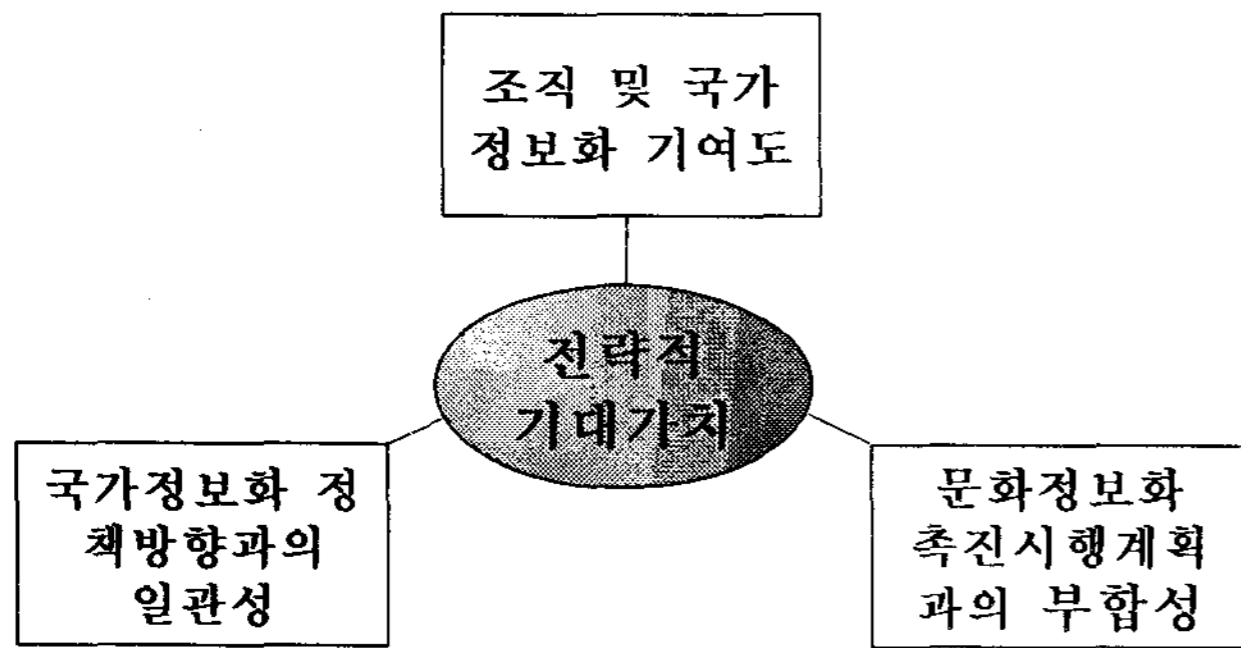 조직 및 국가
정보화 기여도
전략적
기대가치
국가정보화 정
책방향과의
일관성
문화정보화
촉진시행계획
과의 부합성